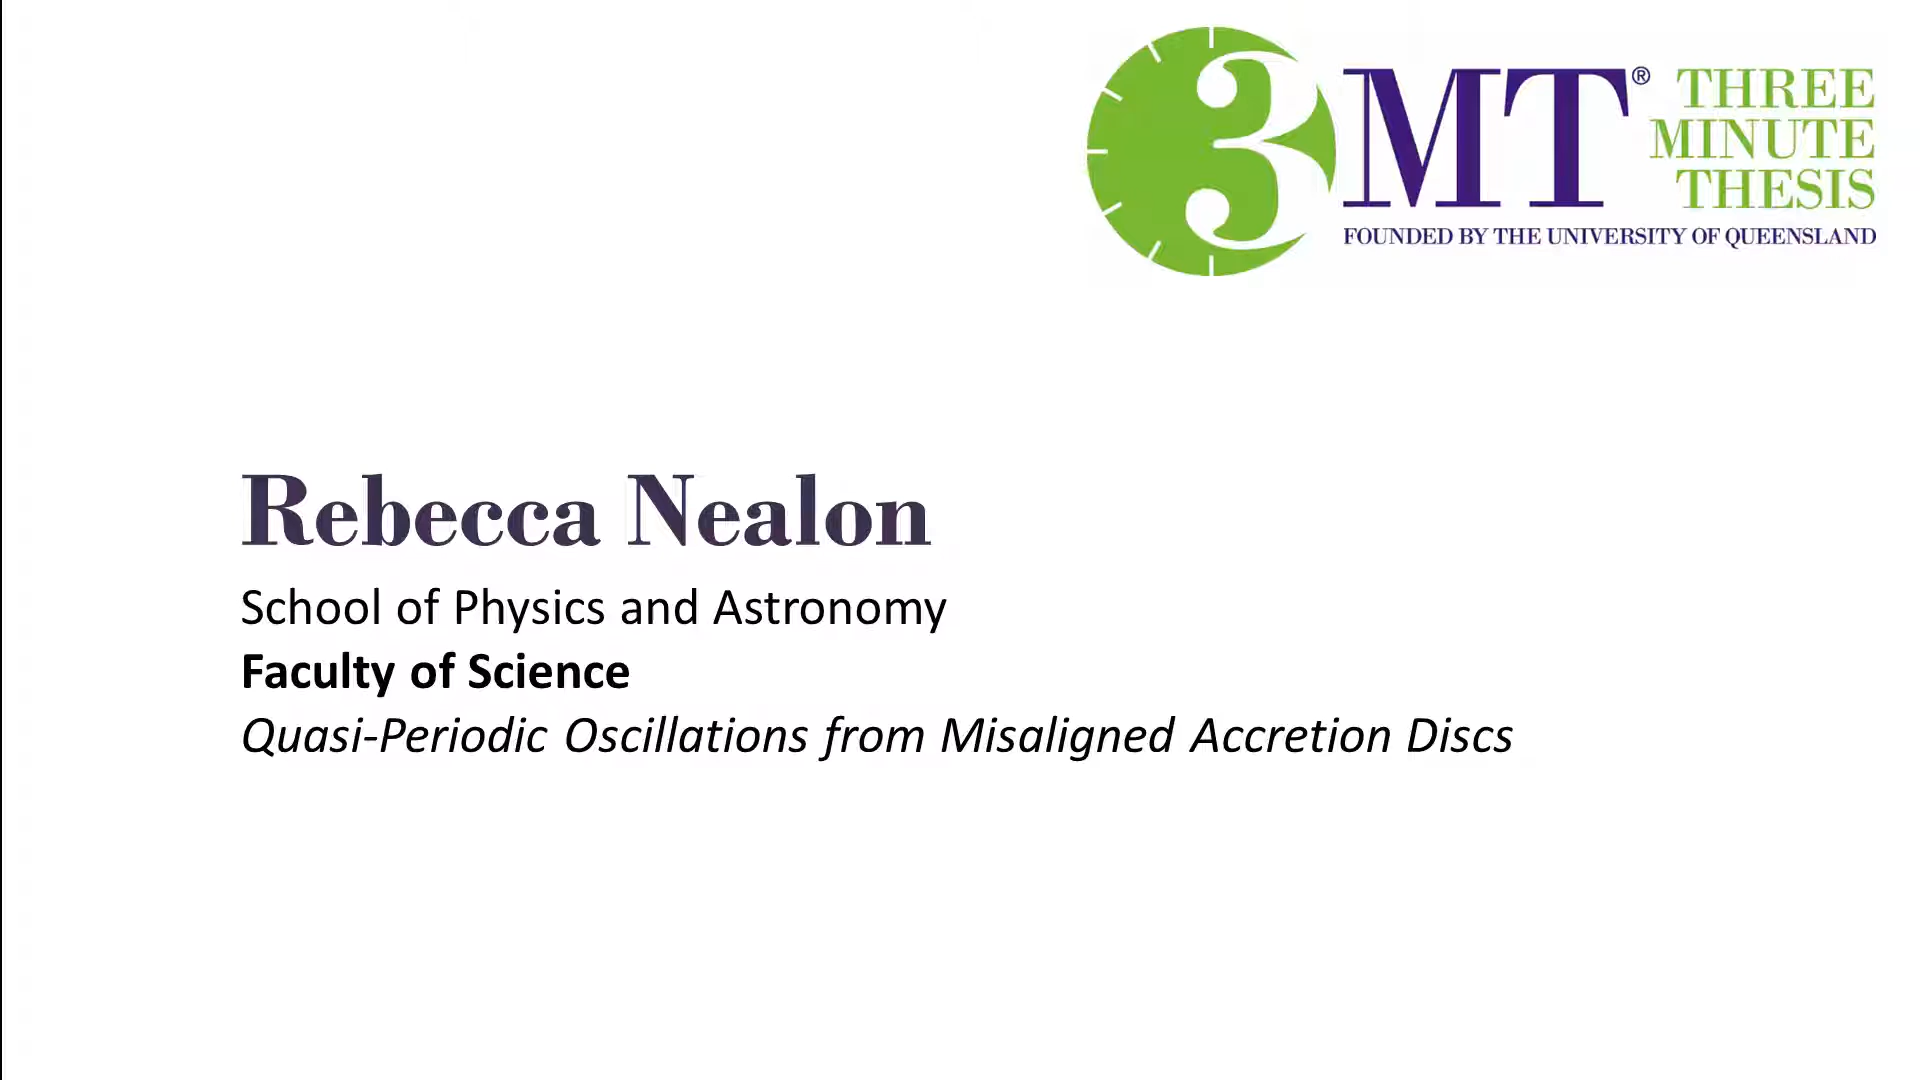 3MT® THREE
MINUTE
THESIS
FOUNDED BY THE UNIVERSITY OF QUEENSLAND
Rebecca Nealon
School of Physics and Astronomy
Faculty of Science
Quasi-Periodic Oscillations from Misaligned Accretion Discs